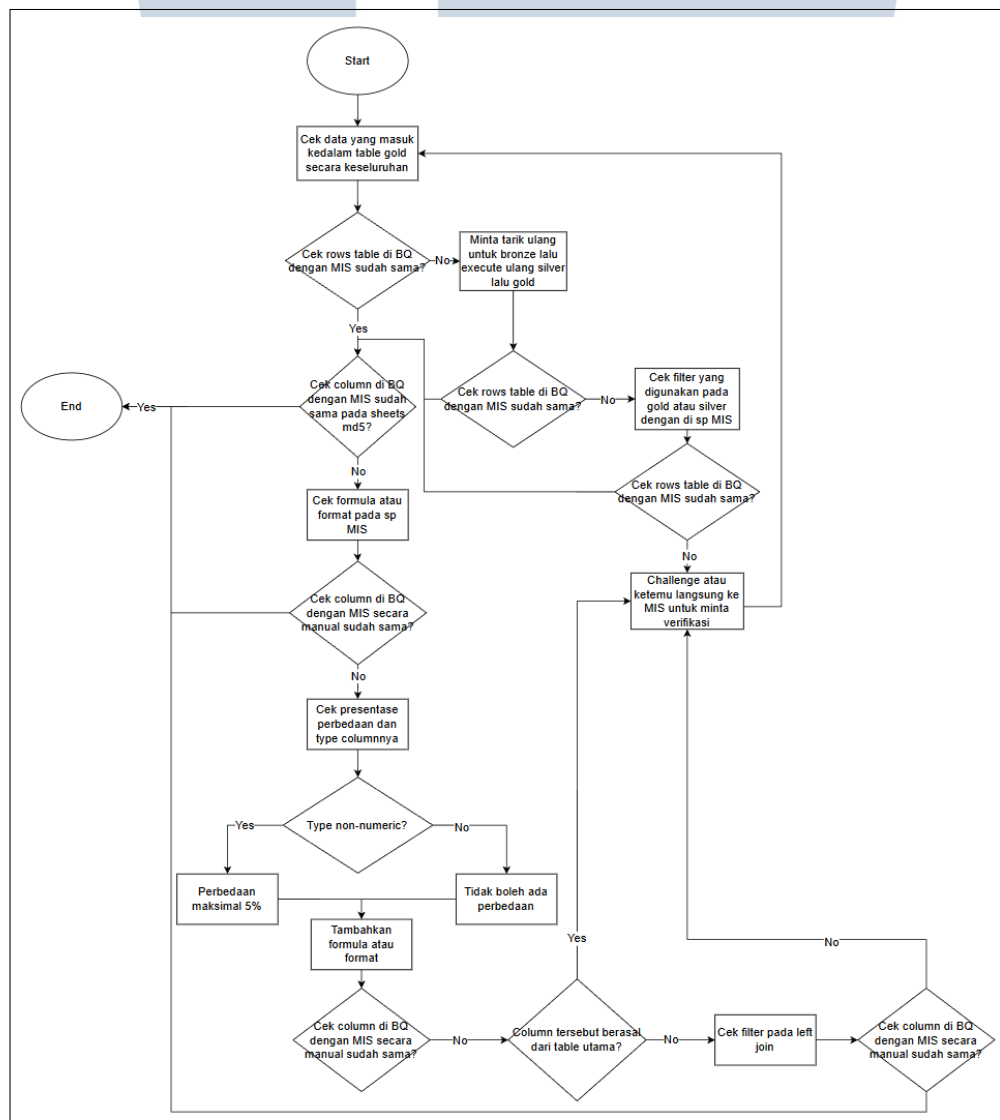 Start
Cek data yang masuk
kedalam table gold
secara keseluruhan
Cek rows table di BQ
dengan MIS sudah sama?
No
Minta tarik ulang
untuk bronze lalu
execute ulang silver
lalu gold
Yes
Cek column di BQ
dengan MIS sudah
sama pada sheets
md5?
Yes
End
Cek rows table di BQ
dengan MIS sudah sama?
No
Cek filter yang
digunakan pada
gold atau silver
dengan di sp MIS
Cek rows table di BQ
dengan MIS sudah sama?
No
No
Cek formula atau
format pada sp
MIS
Challenge atau
ketemu langsung ke
MIS untuk minta
verifikasi
Cek column di BQ
dengan MIS secara
manual sudah sama?
No
Cek presentase
perbedaan dan
type columnnya
Type non-numeric?
Yes
No
Perbedaan
maksimal 5%
Tidak boleh ada
perbedaan
Tambahkan
formula atau
format
Yes
No
Cek column di BQ
dengan MIS secara
manual sudah sama?
No
Column tersebut berasal
dari table utama?
No
Cek filter pada left
join
Cek column di BQ
dengan MIS secara
manual sudah sama?